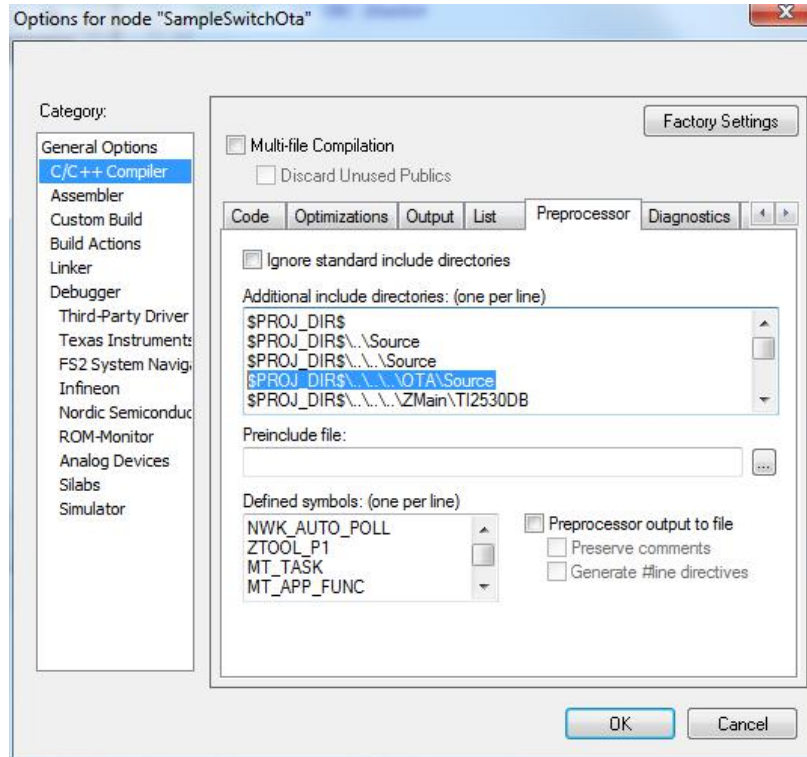 Options for node "SampleSwitchOta"
Category:
Factory Settings
General Options
C/C++ Compiler
Assembler
Custom Build
Build Actions
Linker
Debugger
Third-Party Driver
Texas Instruments
FS2 System Naviga
Infineon
Nordic Semiconduc
ROM-Monitor
Analog Devices
Silabs
Simulator
Multi-file Compilation
Discard Unused Publics
Code Optimizations Output List Preprocessor Diagnostics
Ignore standard include directories
Additional include directories: (one per line)
$PROJ_DIR$
$PROJ_DIR$\..\Source
$PROJ_DIR$\..\..\Source
$PROJ_DIR$\..\..\..\OTA\Source
$PROJ_DIR$\..\..\..\ZMain\TI2530DB
Preinclude file:
...
Defined symbols: (one per line)
NWK_AUTO_POLL
ZTOOL_P1
MT_TASK
MT_APP_FUNC
Preprocessor output to file
Preserve comments
Generate #line directives
OK Cancel